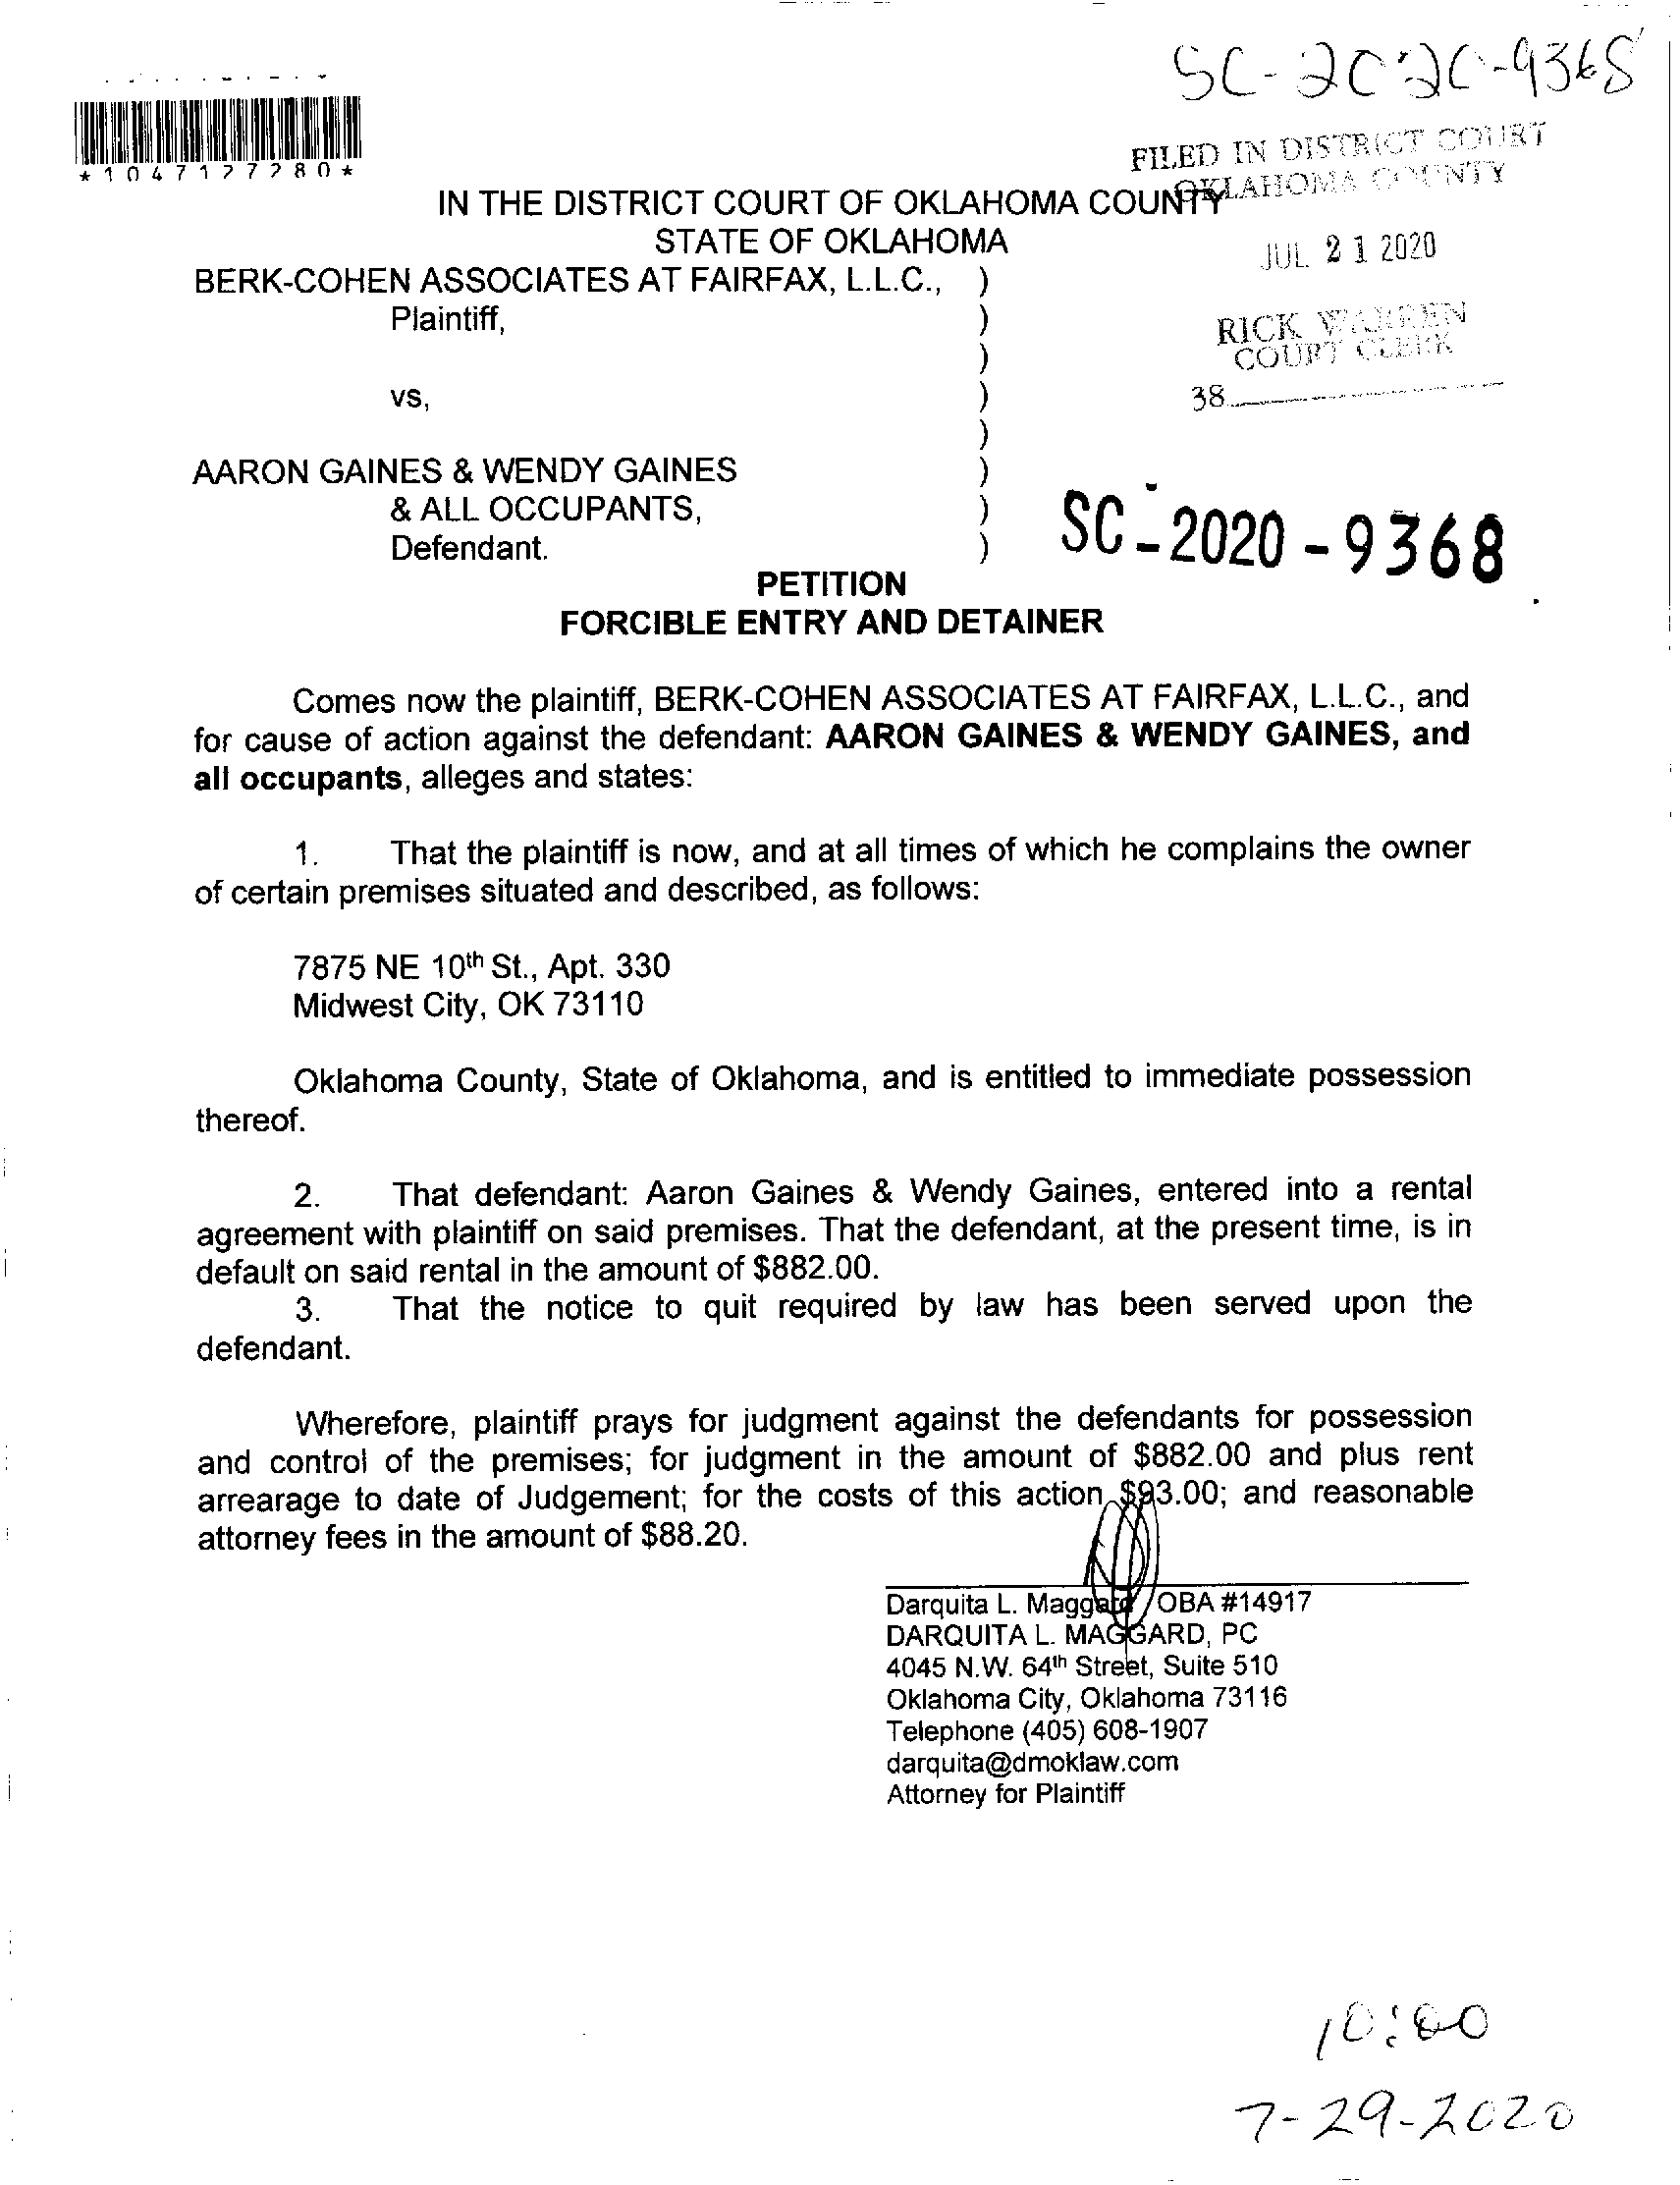 SC-2020-9368
*1047127280*
FILED IN DISTRICT COURT
OKLAHOMA COUNTY
IN THE DISTRICT COURT OF OKLAHOMA COUNTY
STATE OF OKLAHOMA
JUL 21 2020
BERK-COHEN ASSOCIATES AT FAIRFAX, L.L.C., )
Plaintiff, )
RICK WARREN
COURT CLERK
)
vs, )
38
)
AARON GAINES & WENDY GAINES )
& ALL OCCUPANTS, )
Defendant. )
SC-2020-9368
PETITION
FORCIBLE ENTRY AND DETAINER
Comes now the plaintiff, BERK-COHEN ASSOCIATES AT FAIRFAX, L.L.C., and
for cause of action against the defendant: AARON GAINES & WENDY GAINES, and
all occupants, alleges and states:
1. That the plaintiff is now, and at all times of which he complains the owner
of certain premises situated and described, as follows:
7875 NE 10th St., Apt. 330
Midwest City, OK 73110
Oklahoma County, State of Oklahoma, and is entitled to immediate possession
thereof.
2. That defendant: Aaron Gaines & Wendy Gaines, entered into a rental
agreement with plaintiff on said premises. That the defendant, at the present time, is in
default on said rental in the amount of $882.00.
3. That the notice to quit required by law has been served upon the
defendant.
Wherefore, plaintiff prays for judgment against the defendants for possession
and control of the premises; for judgment in the amount of $882.00 and plus rent
arrearage to date of Judgement; for the costs of this action $93.00; and reasonable
attorney fees in the amount of $88.20.
Darquita L. Maggard OBA #14917
DARQUITA L. MAGGARD, PC
4045 N.W. 64th Street, Suite 510
Oklahoma City, Oklahoma 73116
Telephone (405) 608-1907
darquita@dmoklaw.com
Attorney for Plaintiff
10:00
7-29-2020